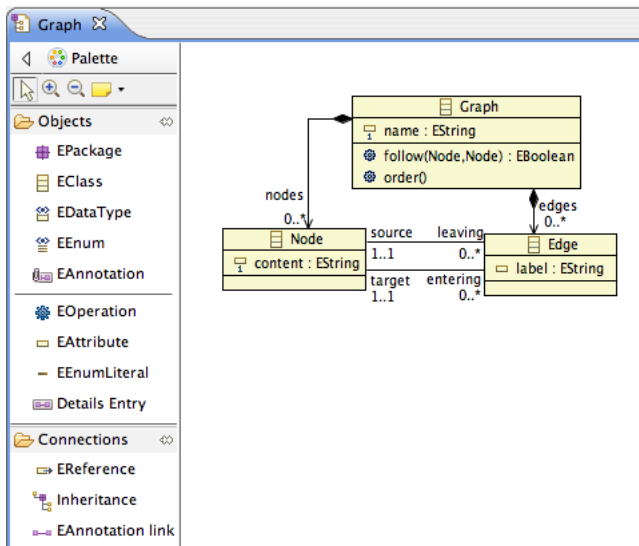 Graph
Palette
Objects
EPackage
EClass
EDataType
EEnum
EAnnotation
EOperation
EAttribute
EEnumLiteral
Details Entry
Connections
EReference
Inheritance
EAnnotation link
Graph
1 name : EString
follow(Node,Node) : EBoolean
order()
nodes
0..*
edges
0..*
Node
1 content : EString
source
1..1
leaving
0..*
target
1..1
entering
0..*
Edge
label : EString